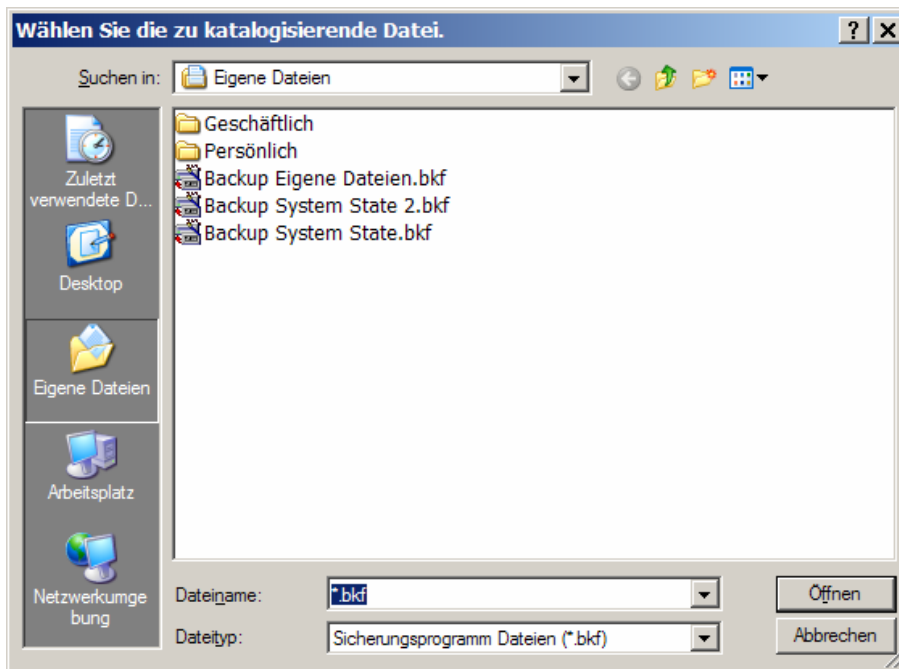 Wählen Sie die zu katalogisierende Datei.
Suchen in: Eigene Dateien
Zuletzt
verwendete D...
Desktop
Eigene Dateien
Arbeitsplatz
Netzwerkumge
bung
Geschäftlich
Persönlich
Backup Eigene Dateien.bkf
Backup System State 2.bkf
Backup System State.bkf
Dateiname: *.bkf Öffnen
Dateityp: Sicherungsprogramm Dateien (*.bkf) Abbrechen